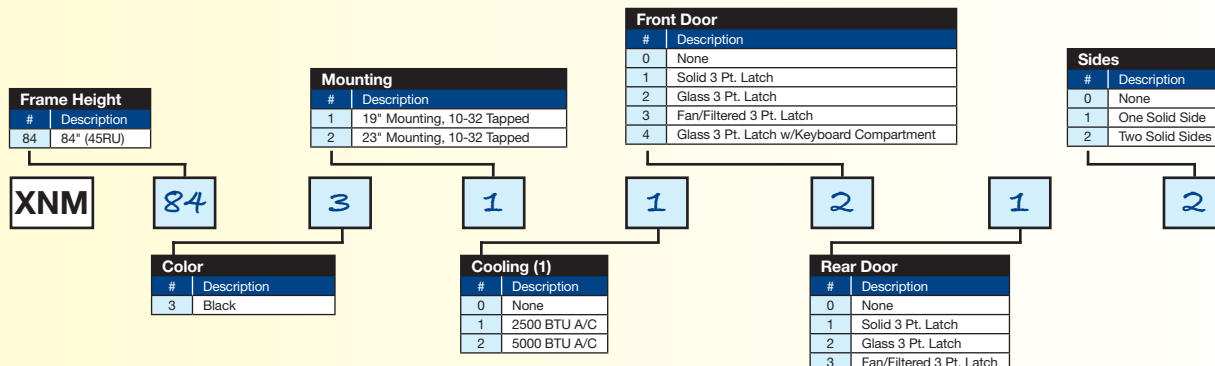 Front Door
# Description
0 None
1 Solid 3 Pt. Latch
2 Glass 3 Pt. Latch
3 Fan/Filtered 3 Pt. Latch
4 Glass 3 Pt. Latch w/Keyboard Compartment
Sides
# Description
0 None
1 One Solid Side
2 Two Solid Sides
Mounting
# Description
1 19" Mounting, 10-32 Tapped
2 23" Mounting, 10-32 Tapped
Frame Height
# Description
84 84" (45RU)
XNM 84 3 1 1 2 1 2
Color
# Description
3 Black
Cooling (1)
# Description
0 None
1 2500 BTU A/C
2 5000 BTU A/C
Rear Door
# Description
0 None
1 Solid 3 Pt. Latch
2 Glass 3 Pt. Latch
3 Fan/Filtered 3 Pt. Latch